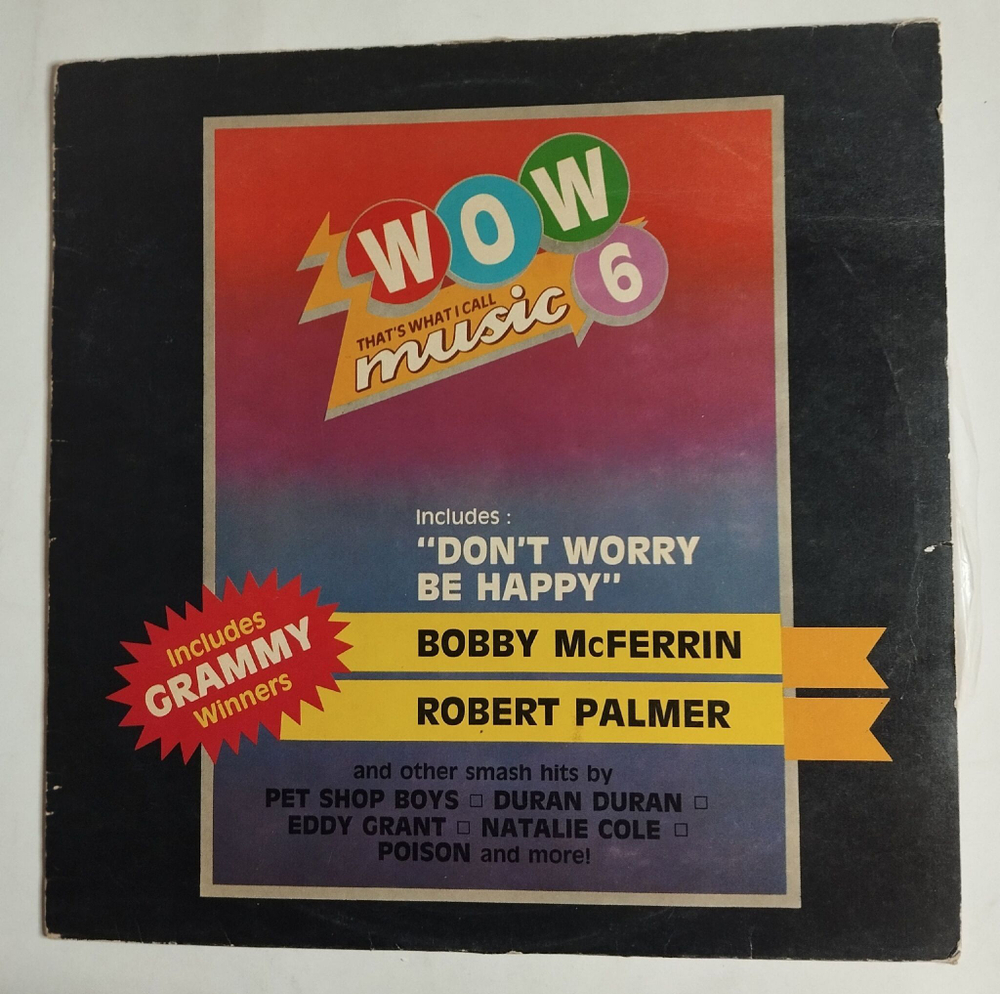 WOW
6
THAT'S WHAT I CALL
music
Includes :
"DON'T WORRY
BE HAPPY"
Includes
GRAMMY
Winners
BOBBY McFERRIN
ROBERT PALMER
and other smash hits by
PET SHOP BOYS □ DURAN DURAN □
EDDY GRANT □ NATALIE COLE □
POISON and more!